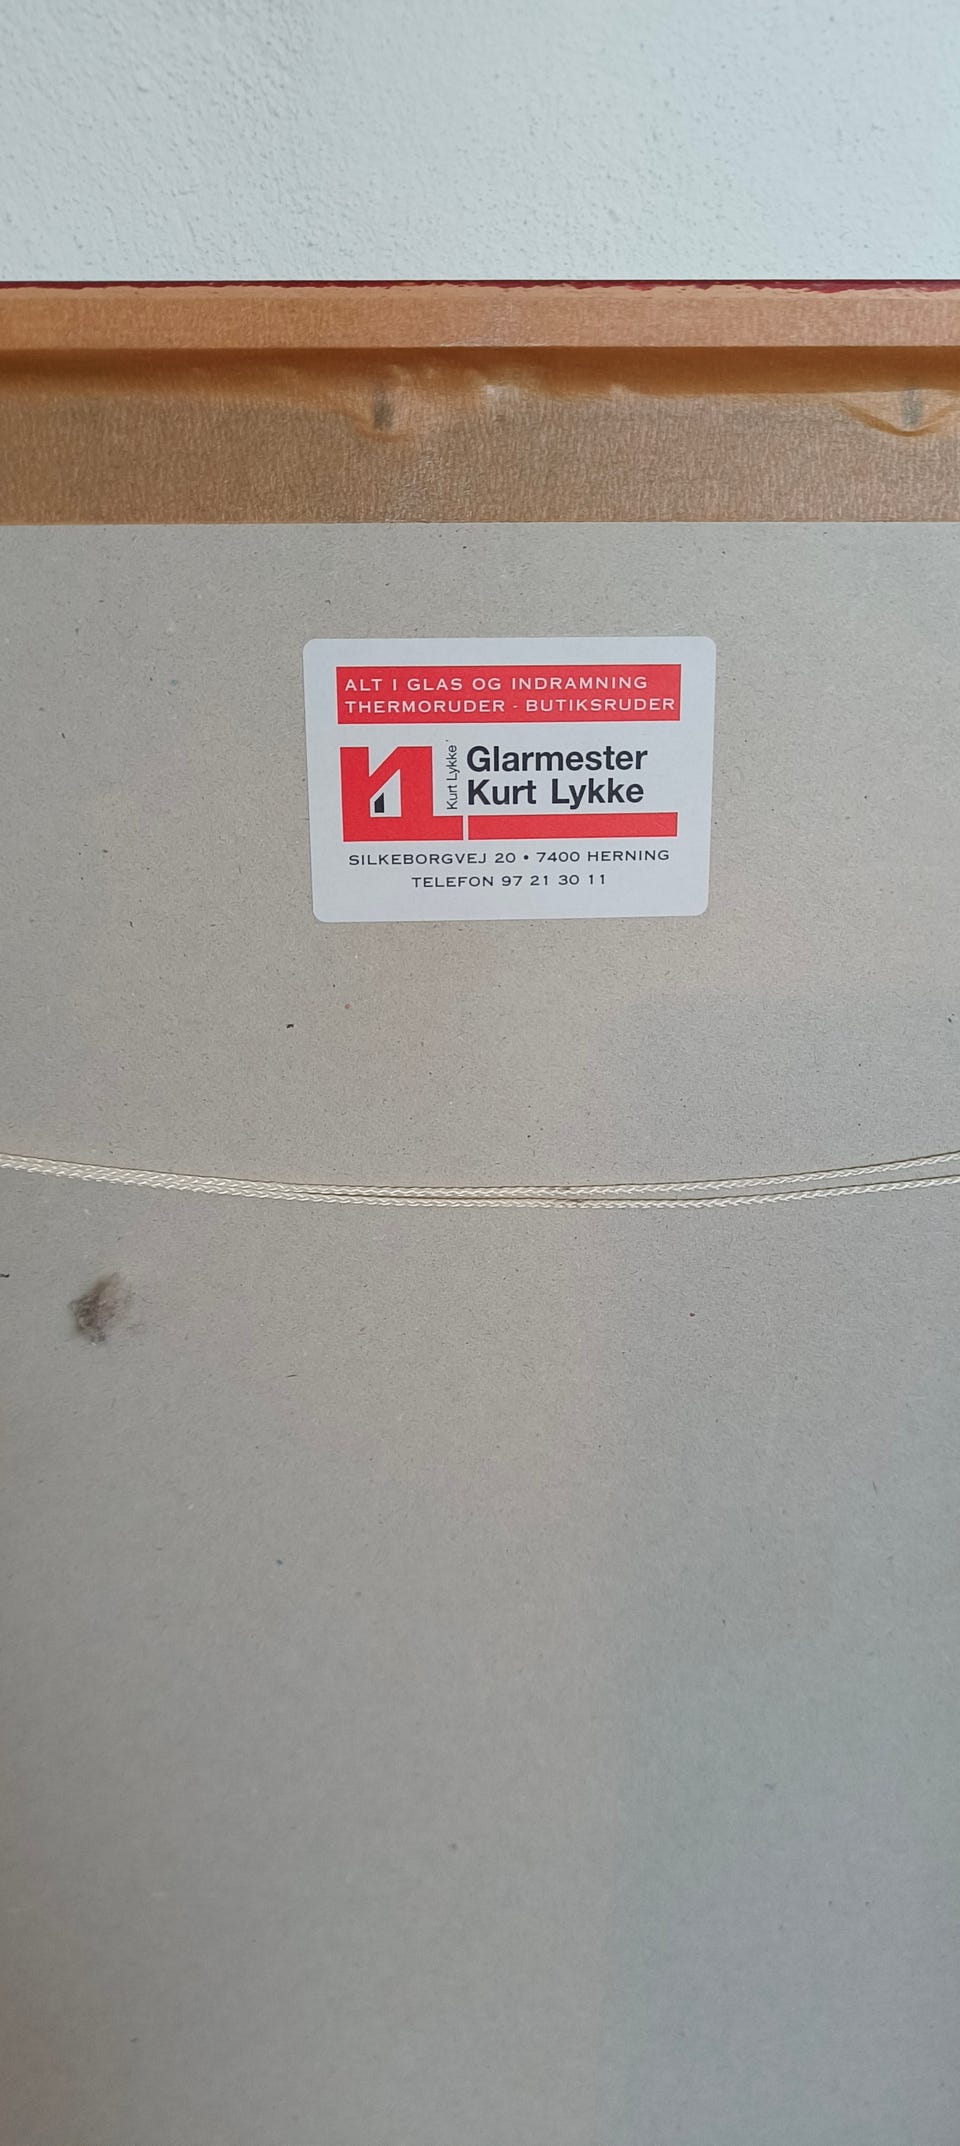 ALT I GLAS OG INDRAMNING
THERMORUDER - BUTIKSRUDER
Kurt Lykke
Glarmester
Kurt Lykke
SILKEBORGVEJ 20 • 7400 HERNING
TELEFON 97 21 30 11